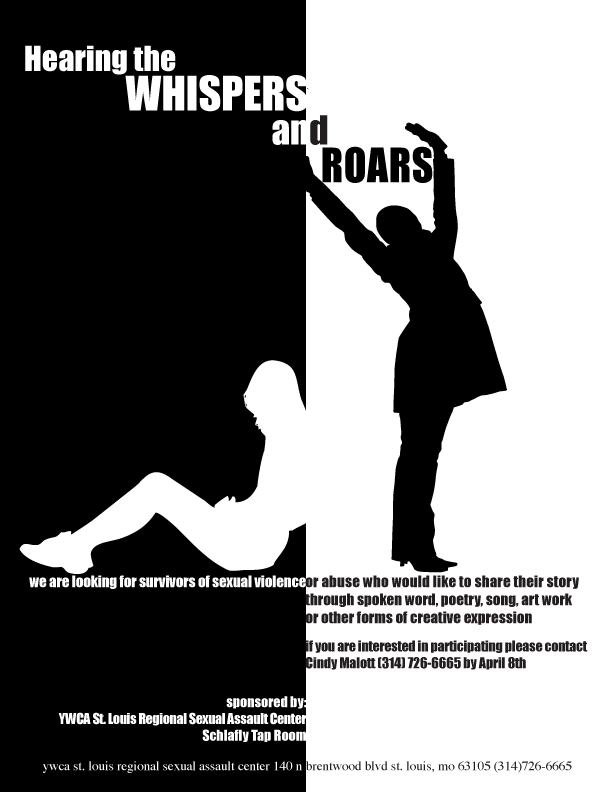 Hearing the
WHISPERS
and
ROARS
we are looking for survivors of sexual violence or abuse who would like to share their story
through spoken word, poetry, song, art work
or other forms of creative expression
if you are interested in participating please contact
Cindy Malott (314) 726-6665 by April 8th
sponsored by:
YWCA St. Louis Regional Sexual Assault Center
Schlafly Tap Room
ywca st. louis regional sexual assault center 140 n brentwood blvd st. louis, mo 63105 (314)726-6665